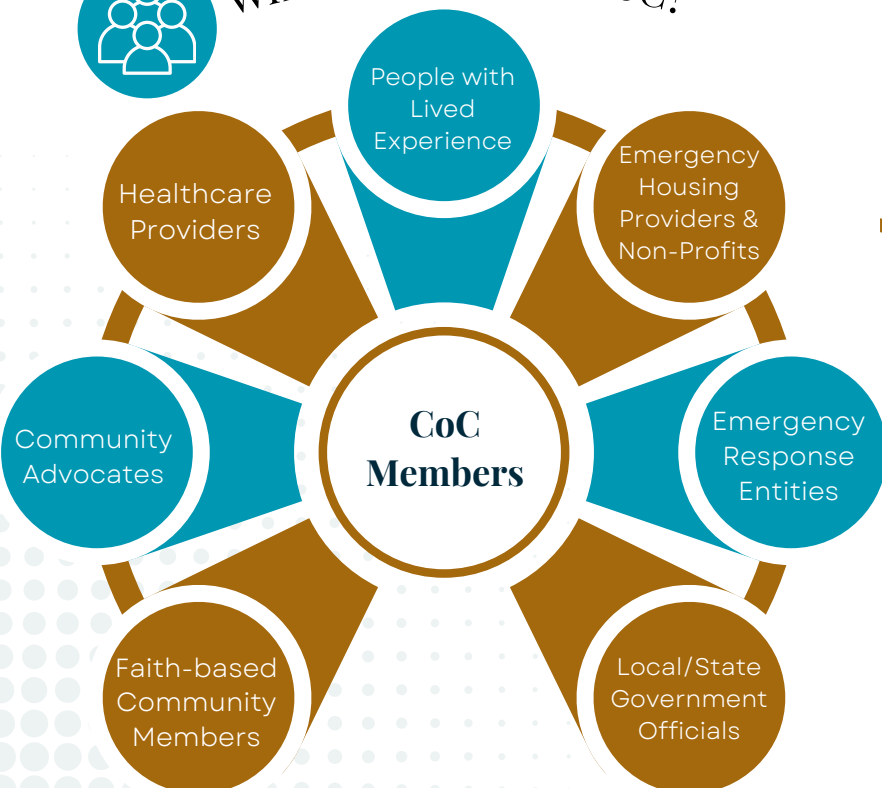 People with
Lived
Experience
Emergency
Housing
Providers &
Non-Profits
Healthcare
Providers
CoC
Members
Community
Advocates
Emergency
Response
Entities
Faith-based
Community
Members
Local/State
Government
Officials